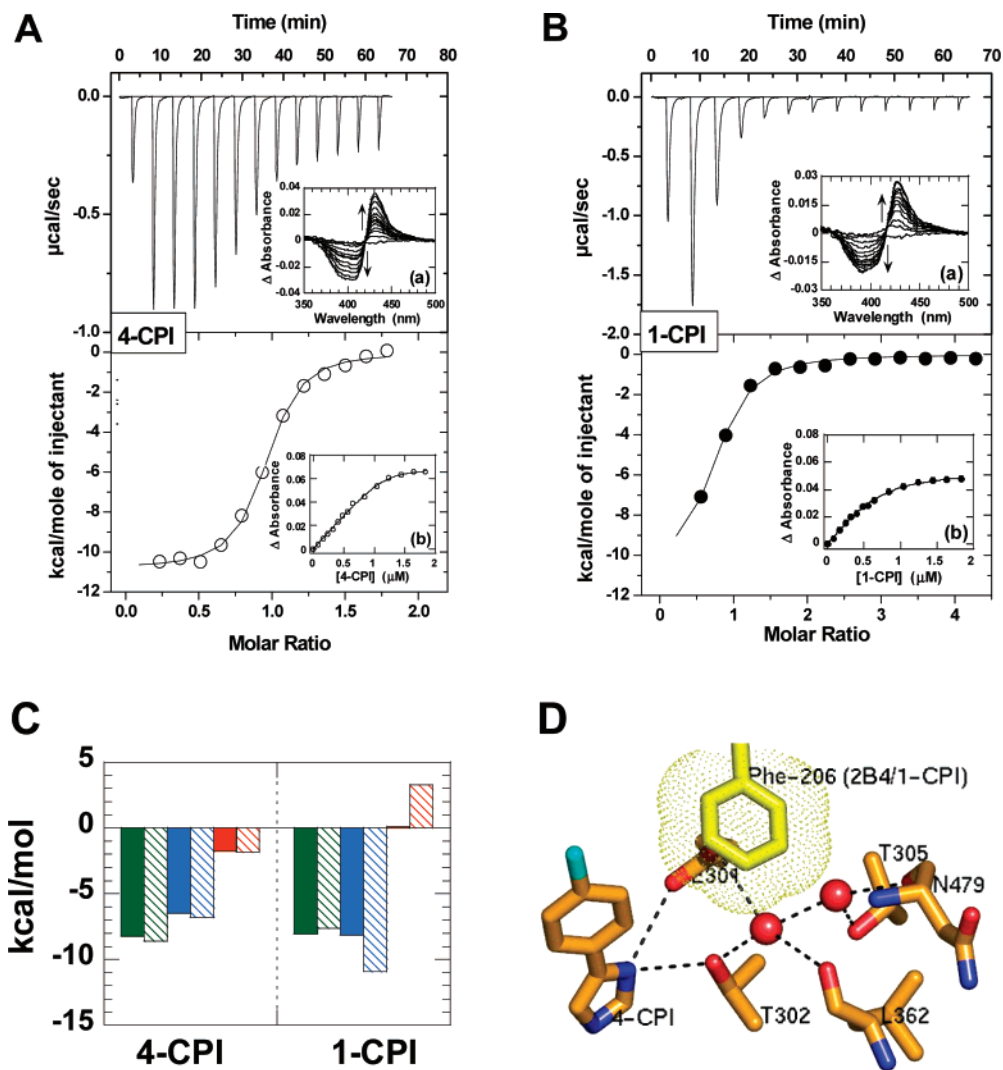 A
Time (min)
0 10 20 30 40 50 60 70 80
0.0
-0.5
-1.0
µcal/sec
0.04
0.02
0
-0.02
-0.04
Δ Absorbance
350 400 450 500
Wavelength (nm)
(a)
4-CPI
0
-2
-4
-6
-8
-10
-12
kcal/mole of injectant
0.08
0.06
0.04
0.02
0
Δ Absorbance
0 0.5 1 1.5 2
[4-CPI] (µM)
(b)
0.0 0.5 1.0 1.5 2.0
Molar Ratio
B
Time (min)
0 10 20 30 40 50 60 70
0.0
-0.5
-1.0
-1.5
-2.0
µcal/sec
0.03
0.015
0
-0.015
-0.03
Δ Absorbance
350 400 450 500
Wavelength (nm)
(a)
1-CPI
0
-2
-4
-6
-8
-10
-12
kcal/mole of injectant
0.08
0.04
0.02
0
Δ Absorbance
0 0.5 1 1.5 2
[1-CPI] (µM)
(b)
0 1 2 3 4
Molar Ratio
C
5
0
-5
-10
-15
kcal/mol
4-CPI 1-CPI
D
Phe-206 (2B4/1-CPI)
E301
T305
N479
4-CPI
T302
L362